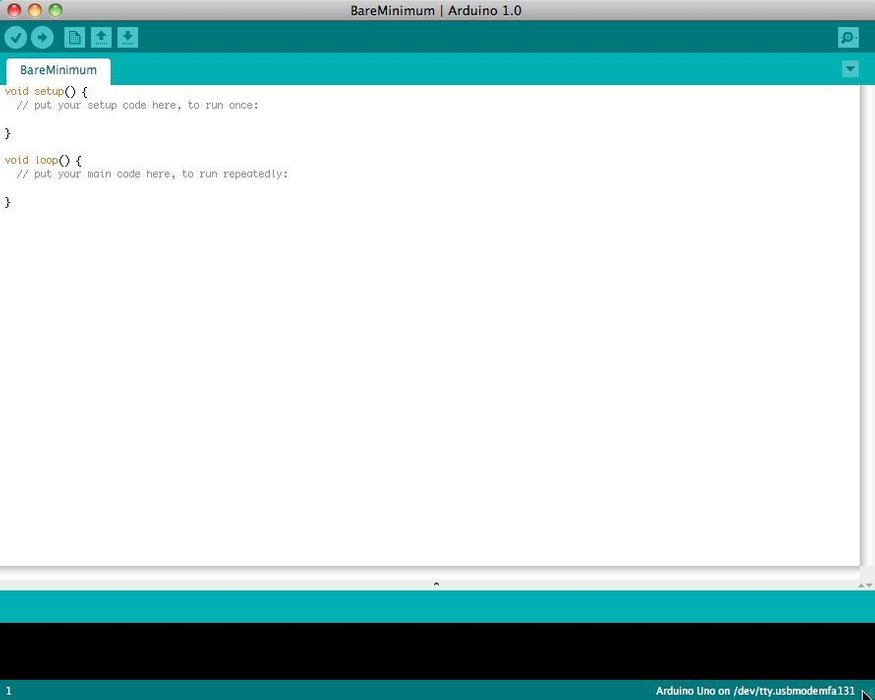 BareMinimum | Arduino 1.0
BareMinimum
void setup() {
// put your setup code here, to run once:
}
void loop() {
// put your main code here, to run repeatedly:
}
1
Arduino Uno on /dev/tty.usbmodemfa131